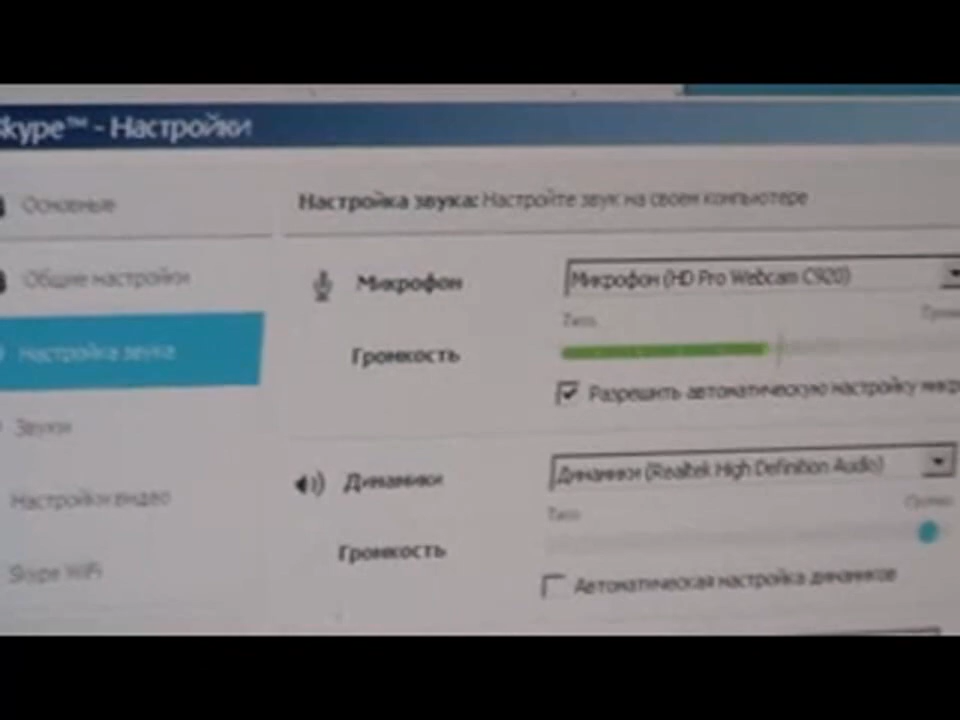 Skype™ - Настройки
Основные
Настройка звука: Настройте звук на своем компьютере
Общие настройки
Микрофон
Микрофон (HD Pro Webcam C920)
Тихо
Громкость
Настройка звука
Разрешить автоматическую настройку
Звуки
Динамики
Динамики (Realtek High Definition Audio)
Тихо
Громко
Настройки видео
Громкость
Skype WiFi
Автоматическая настройка динамиков